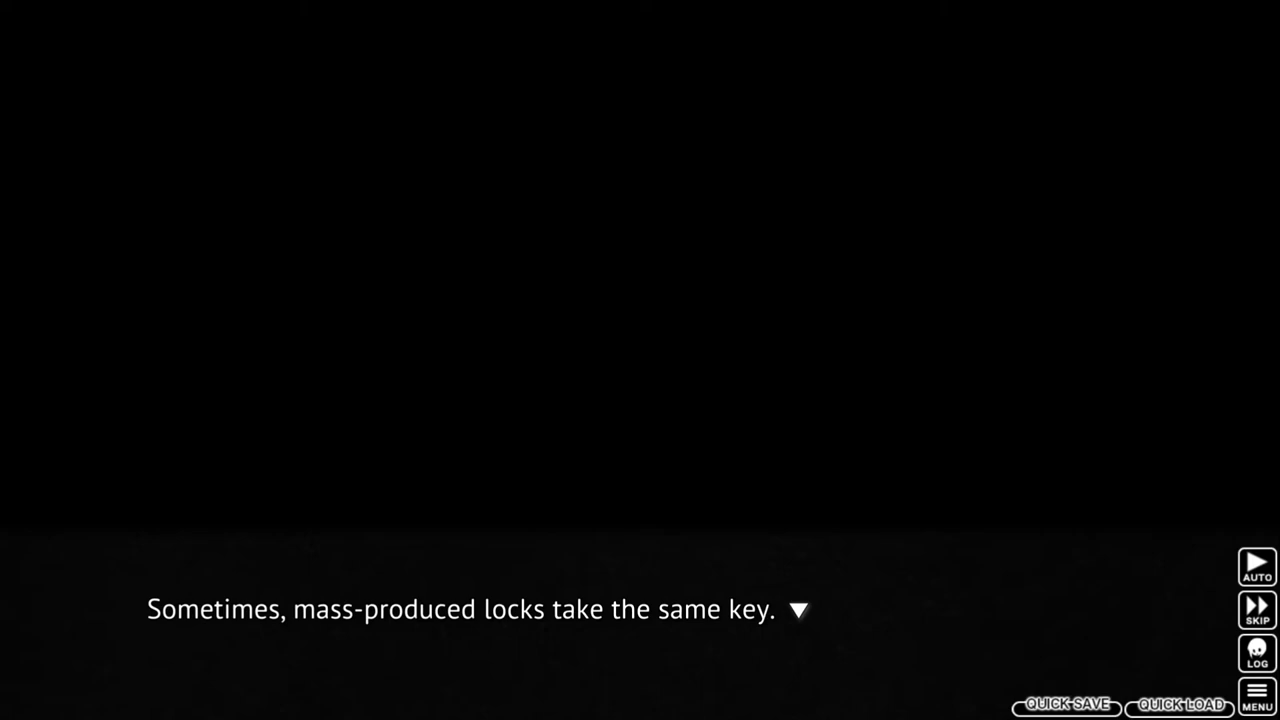 Sometimes, mass-produced locks take the same key.
AUTO
SKIP
LOG
MENU
QUICK SAVE QUICK LOAD